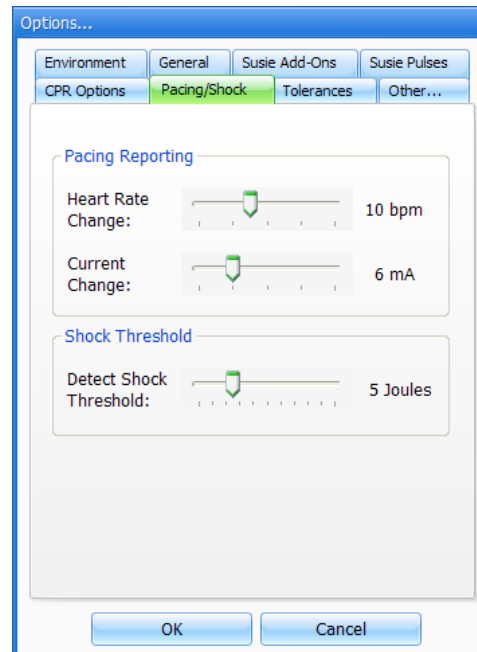 Options...
Environment General Susie Add-Ons Susie Pulses
CPR Options Pacing/Shock Tolerances Other...
Pacing Reporting
Heart Rate
Change:
10 bpm
Current
Change:
6 mA
Shock Threshold
Detect Shock
Threshold:
5 Joules
OK Cancel